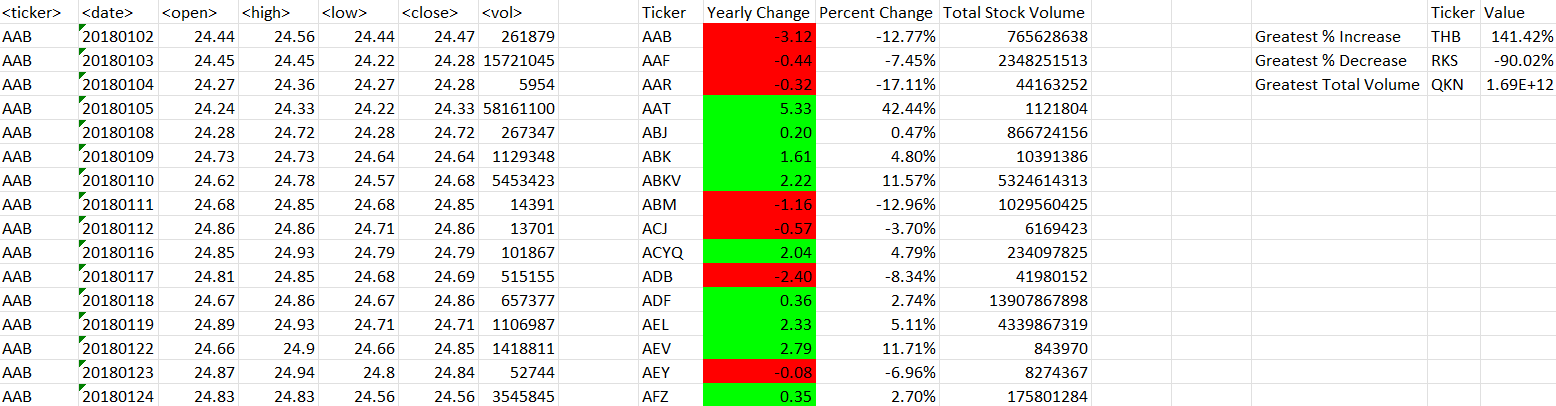 <ticker> <date> <open> <high> <low> <close> <vol> Ticker Yearly Change Percent Change Total Stock Volume Ticker Value
AAB 20180102 24.44 24.56 24.44 24.47 261879 AAB -3.12 -12.77% 765628638 Greatest % Increase THB 141.42%
AAB 20180103 24.45 24.45 24.22 24.28 15721045 AAF -0.44 -7.45% 2348251513 Greatest % Decrease RKS -90.02%
AAB 20180104 24.27 24.36 24.27 24.28 5954 AAR -0.32 -17.11% 44163252 Greatest Total Volume QKN 1.69E+12
AAB 20180105 24.24 24.33 24.22 24.33 58161100 AAT 5.33 42.44% 1121804
AAB 20180108 24.28 24.72 24.28 24.72 267347 ABJ 0.20 0.47% 866724156
AAB 20180109 24.73 24.73 24.64 24.64 1129348 ABK 1.61 4.80% 10391386
AAB 20180110 24.62 24.78 24.57 24.68 5453423 ABKV 2.22 11.57% 5324614313
AAB 20180111 24.68 24.85 24.68 24.85 14391 ABM -1.16 -12.96% 1029560425
AAB 20180112 24.86 24.86 24.71 24.86 13701 ACJ -0.57 -3.70% 6169423
AAB 20180116 24.85 24.93 24.79 24.79 101867 ACYQ 2.04 4.79% 234097825
AAB 20180117 24.81 24.85 24.68 24.69 515155 ADB -2.40 -8.34% 41980152
AAB 20180118 24.67 24.86 24.67 24.86 657377 ADF 0.36 2.74% 13907867898
AAB 20180119 24.89 24.93 24.71 24.71 1106987 AEL 2.33 5.11% 4339867319
AAB 20180122 24.66 24.9 24.66 24.85 1418811 AEV 2.79 11.71% 843970
AAB 20180123 24.87 24.94 24.8 24.84 52744 AEY -0.08 -6.96% 8274367
AAB 20180124 24.83 24.83 24.56 24.56 3545845 AFZ 0.35 2.70% 175801284